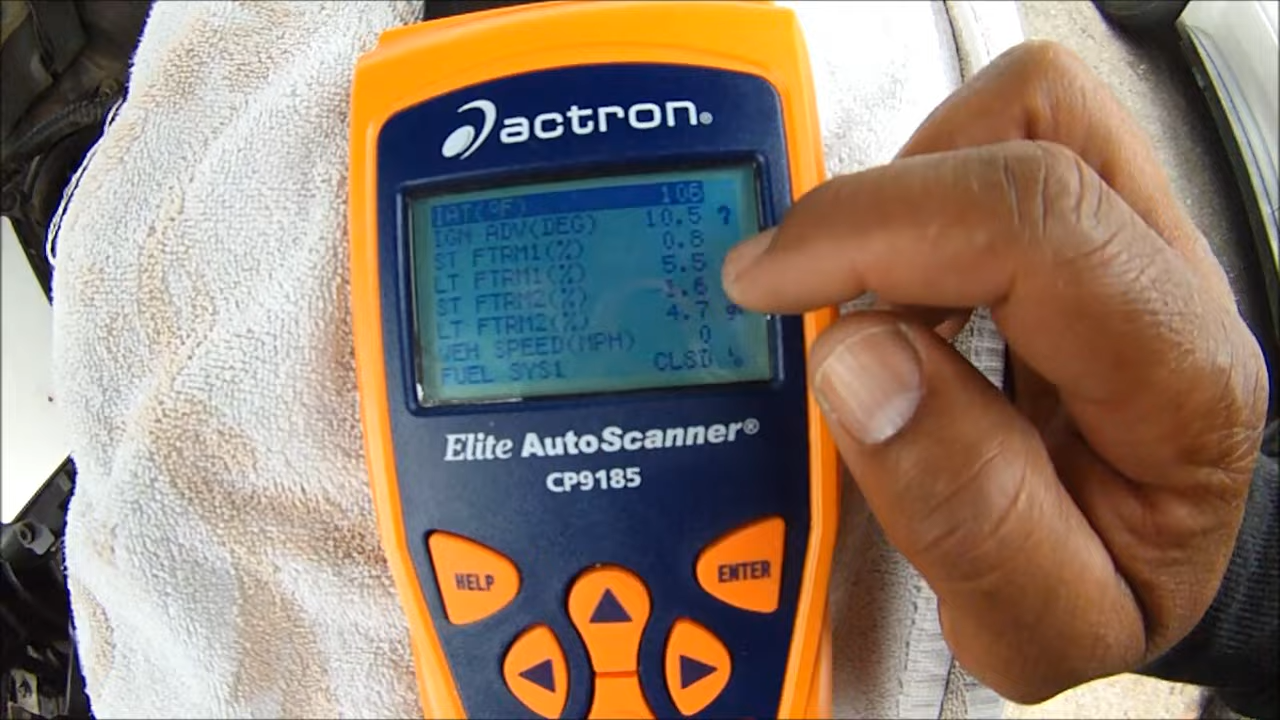 actron®
IAT(°F) 106
IGN ADV(DEG) 10.5 ?
ST FTRM1(%) 0.8
LT FTRM1(%) 5.5
ST FTRM2(%) 1.6
LT FTRM2(%) 4.7
VEH SPEED(MPH) 0
FUEL SYS1 CLSD
Elite AutoScanner®
CP9185
HELP
ENTER